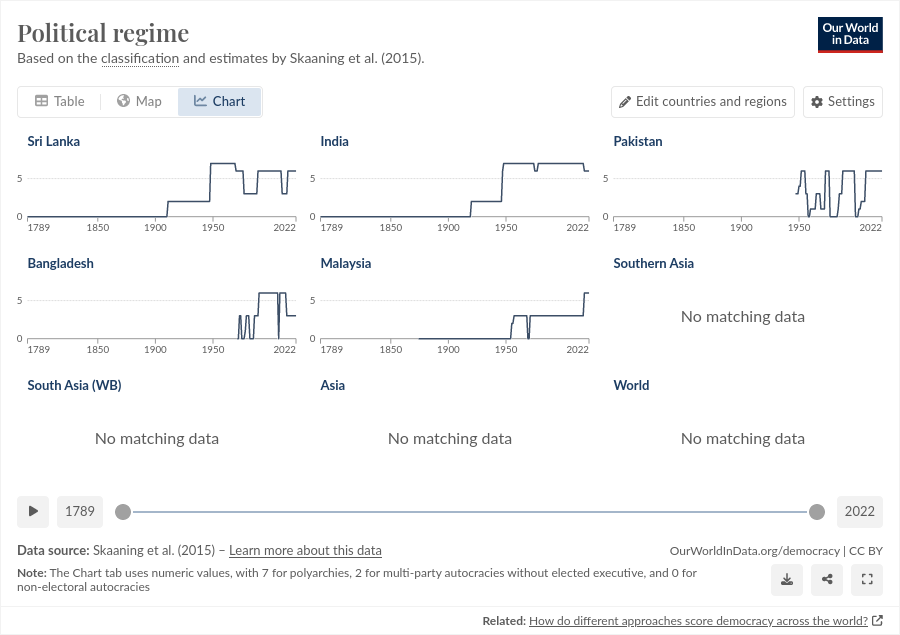 Political regime
Based on the classification and estimates by Skaaning et al. (2015).
Our World
in Data
Table
Map
Chart
Edit countries and regions
Settings
Sri Lanka
5
0
1789
1850
1900
1950
2022
India
5
0
1789
1850
1900
1950
2022
Pakistan
5
0
1789
1850
1900
1950
2022
Bangladesh
5
0
1789
1850
1900
1950
2022
Malaysia
5
0
1789
1850
1900
1950
2022
Southern Asia
No matching data
South Asia (WB)
No matching data
Asia
No matching data
World
No matching data
1789
2022
Data source: Skaaning et al. (2015) – Learn more about this data
OurWorldInData.org/democracy | CC BY
Note: The Chart tab uses numeric values, with 7 for polyarchies, 2 for multi-party autocracies without elected executive, and 0 for
non-electoral autocracies
Related: How do different approaches score democracy across the world?